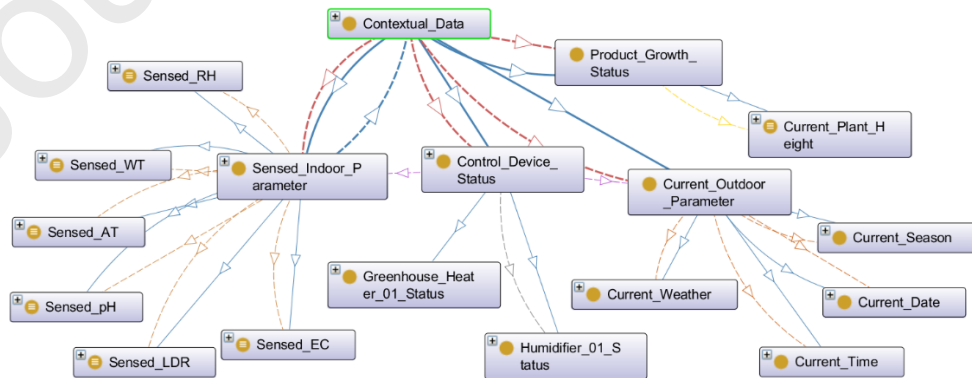 Contextual_Data
Product_Growth_
Status
Sensed_RH
Current_Plant_H
eight
Sensed_WT
Sensed_Indoor_P
arameter
Control_Device_
Status
Current_Outdoor
_Parameter
Sensed_AT
Current_Season
Greenhouse_Heat
er_01_Status
Current_Weather
Current_Date
Sensed_pH
Sensed_LDR
Sensed_EC
Humidifier_01_S
tatus
Current_Time